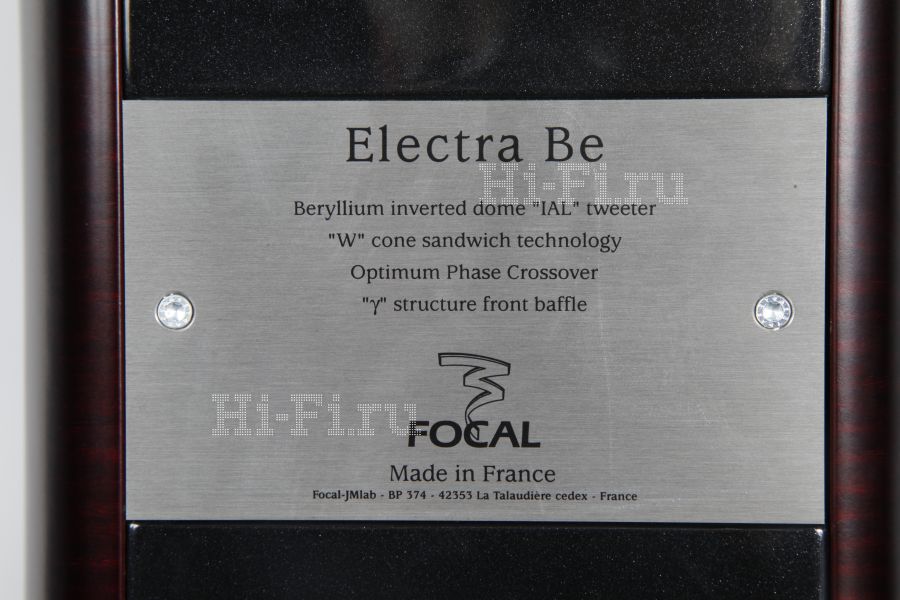 Electra Be
Hi-Fi.ru
Beryllium inverted dome "IAL" tweeter
"W" cone sandwich technology
Optimum Phase Crossover
"γ" structure front baffle
Hi-Fi.ru
FOCAL
Made in France
Focal-JMlab - BP 374 - 42353 La Talaudière cedex - France